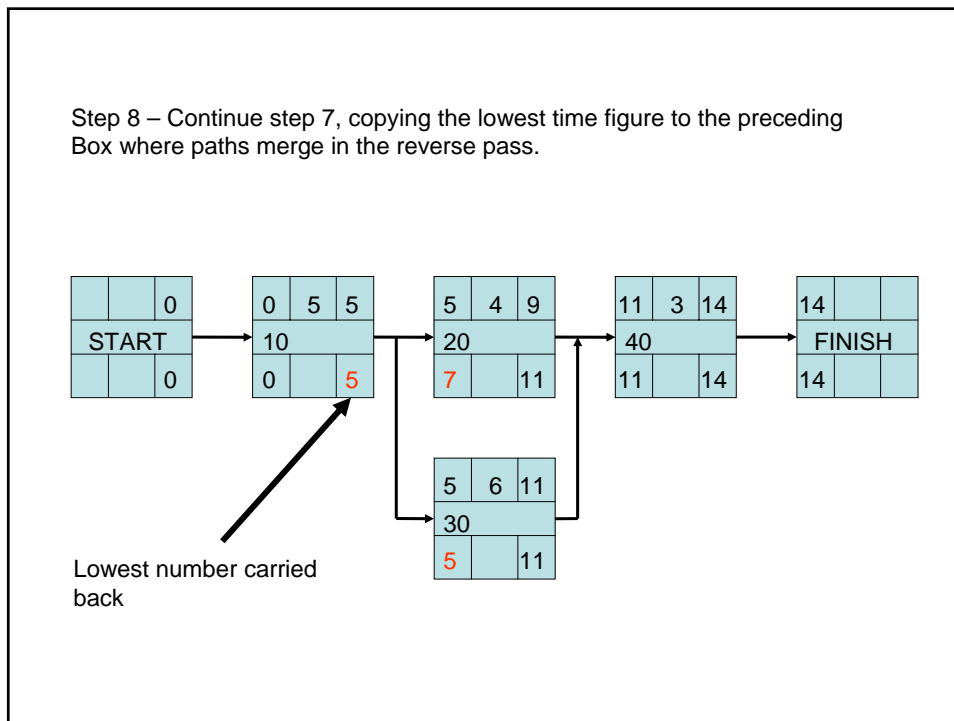 Step 8 – Continue step 7, copying the lowest time figure to the preceding
Box where paths merge in the reverse pass.
0
START
0
0 5 5
10
0 5
5 4 9
20
7 11
11 3 14
40
11 14
14
FINISH
14
5 6 11
30
5 11
Lowest number carried
back